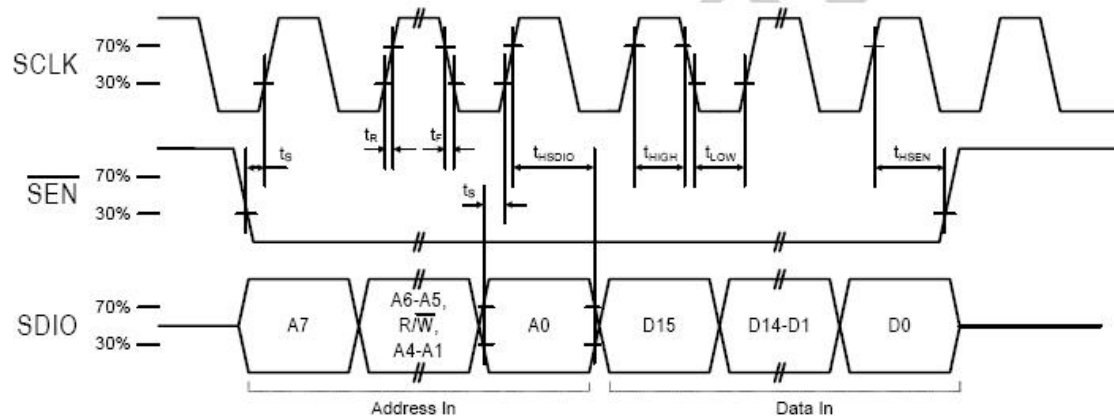 SCLK
70%
30%
tS
tR
tF
tHSDIO
tHIGH
tLOW
tHSEN
SEN
70%
30%
tS
SDIO
70%
30%
A7
A6-A5,
R/W,
A4-A1
A0
D15
D14-D1
D0
Address In
Data In